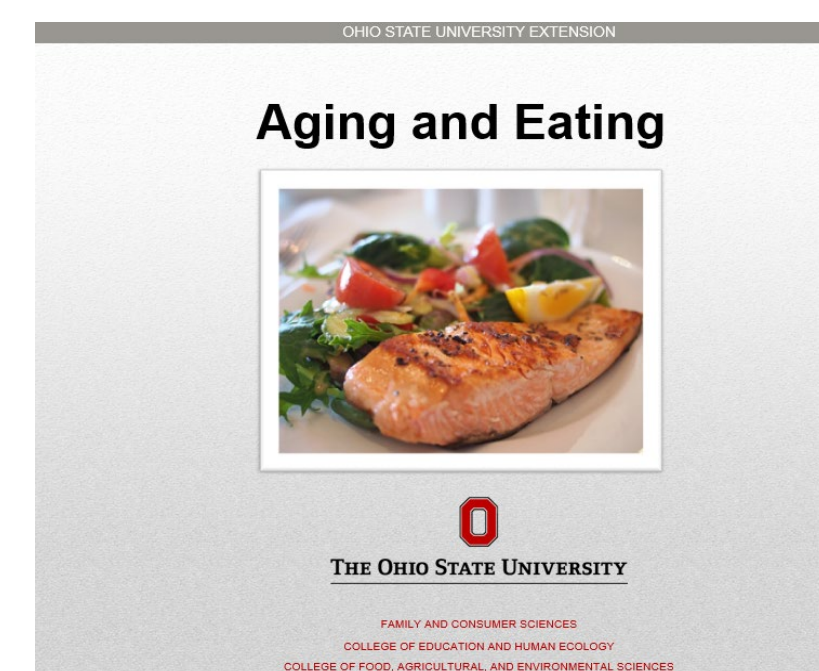 OHIO STATE UNIVERSITY EXTENSION
Aging and Eating
THE OHIO STATE UNIVERSITY
FAMILY AND CONSUMER SCIENCES
COLLEGE OF EDUCATION AND HUMAN ECOLOGY
COLLEGE OF FOOD, AGRICULTURAL, AND ENVIRONMENTAL SCIENCES